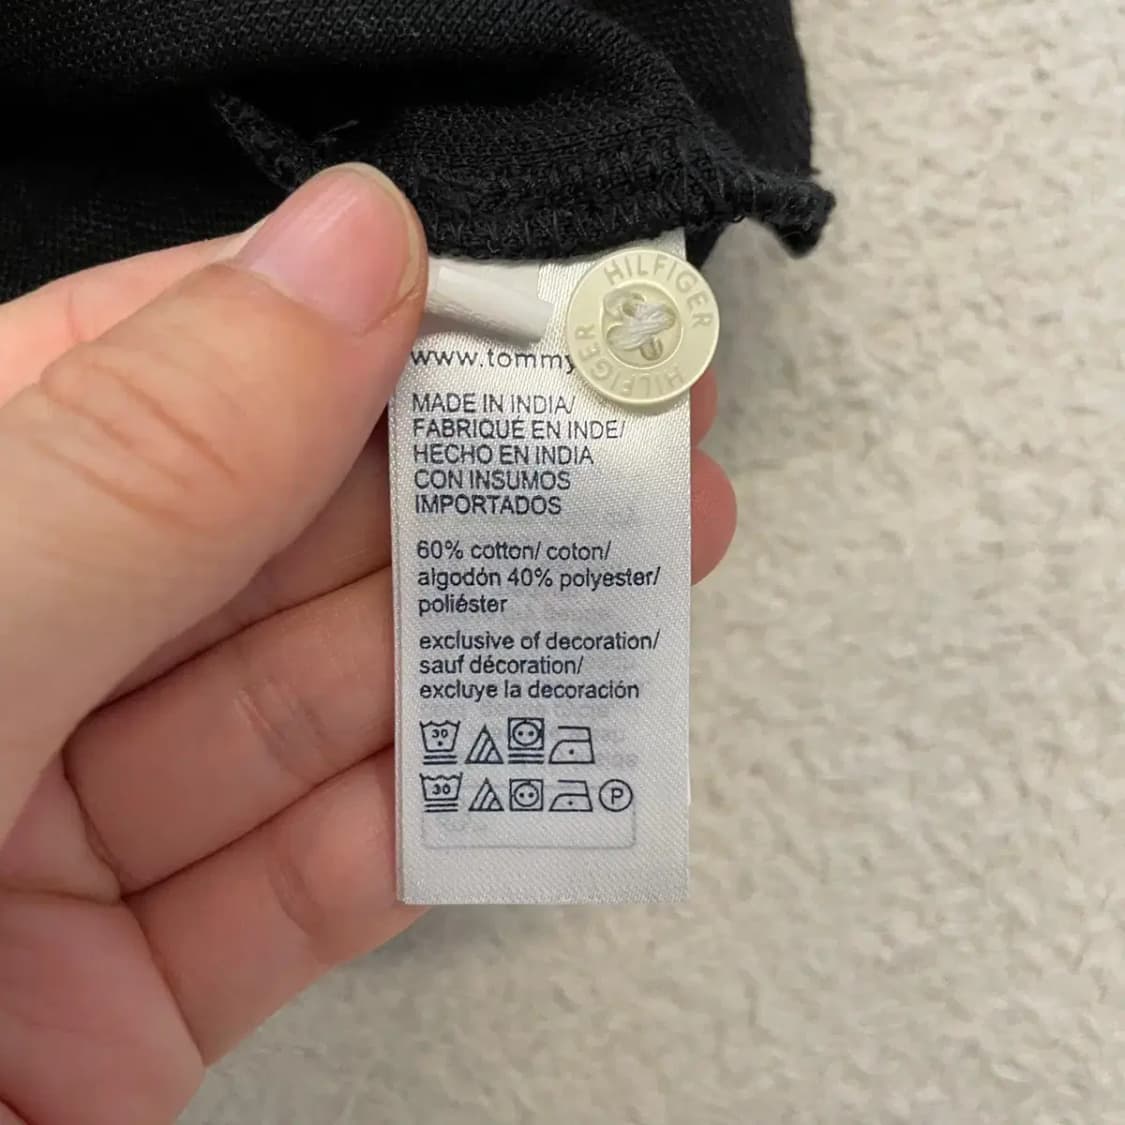 HILFIGER
HILFIGER
www.tommy
MADE IN INDIA/
FABRIQUÉ EN INDE/
HECHO EN INDIA
CON INSUMOS
IMPORTADOS
60% cotton/ coton/
algodón 40% polyester/
poliéster
exclusive of decoration/
sauf décoration/
excluye la decoración
30
30
P